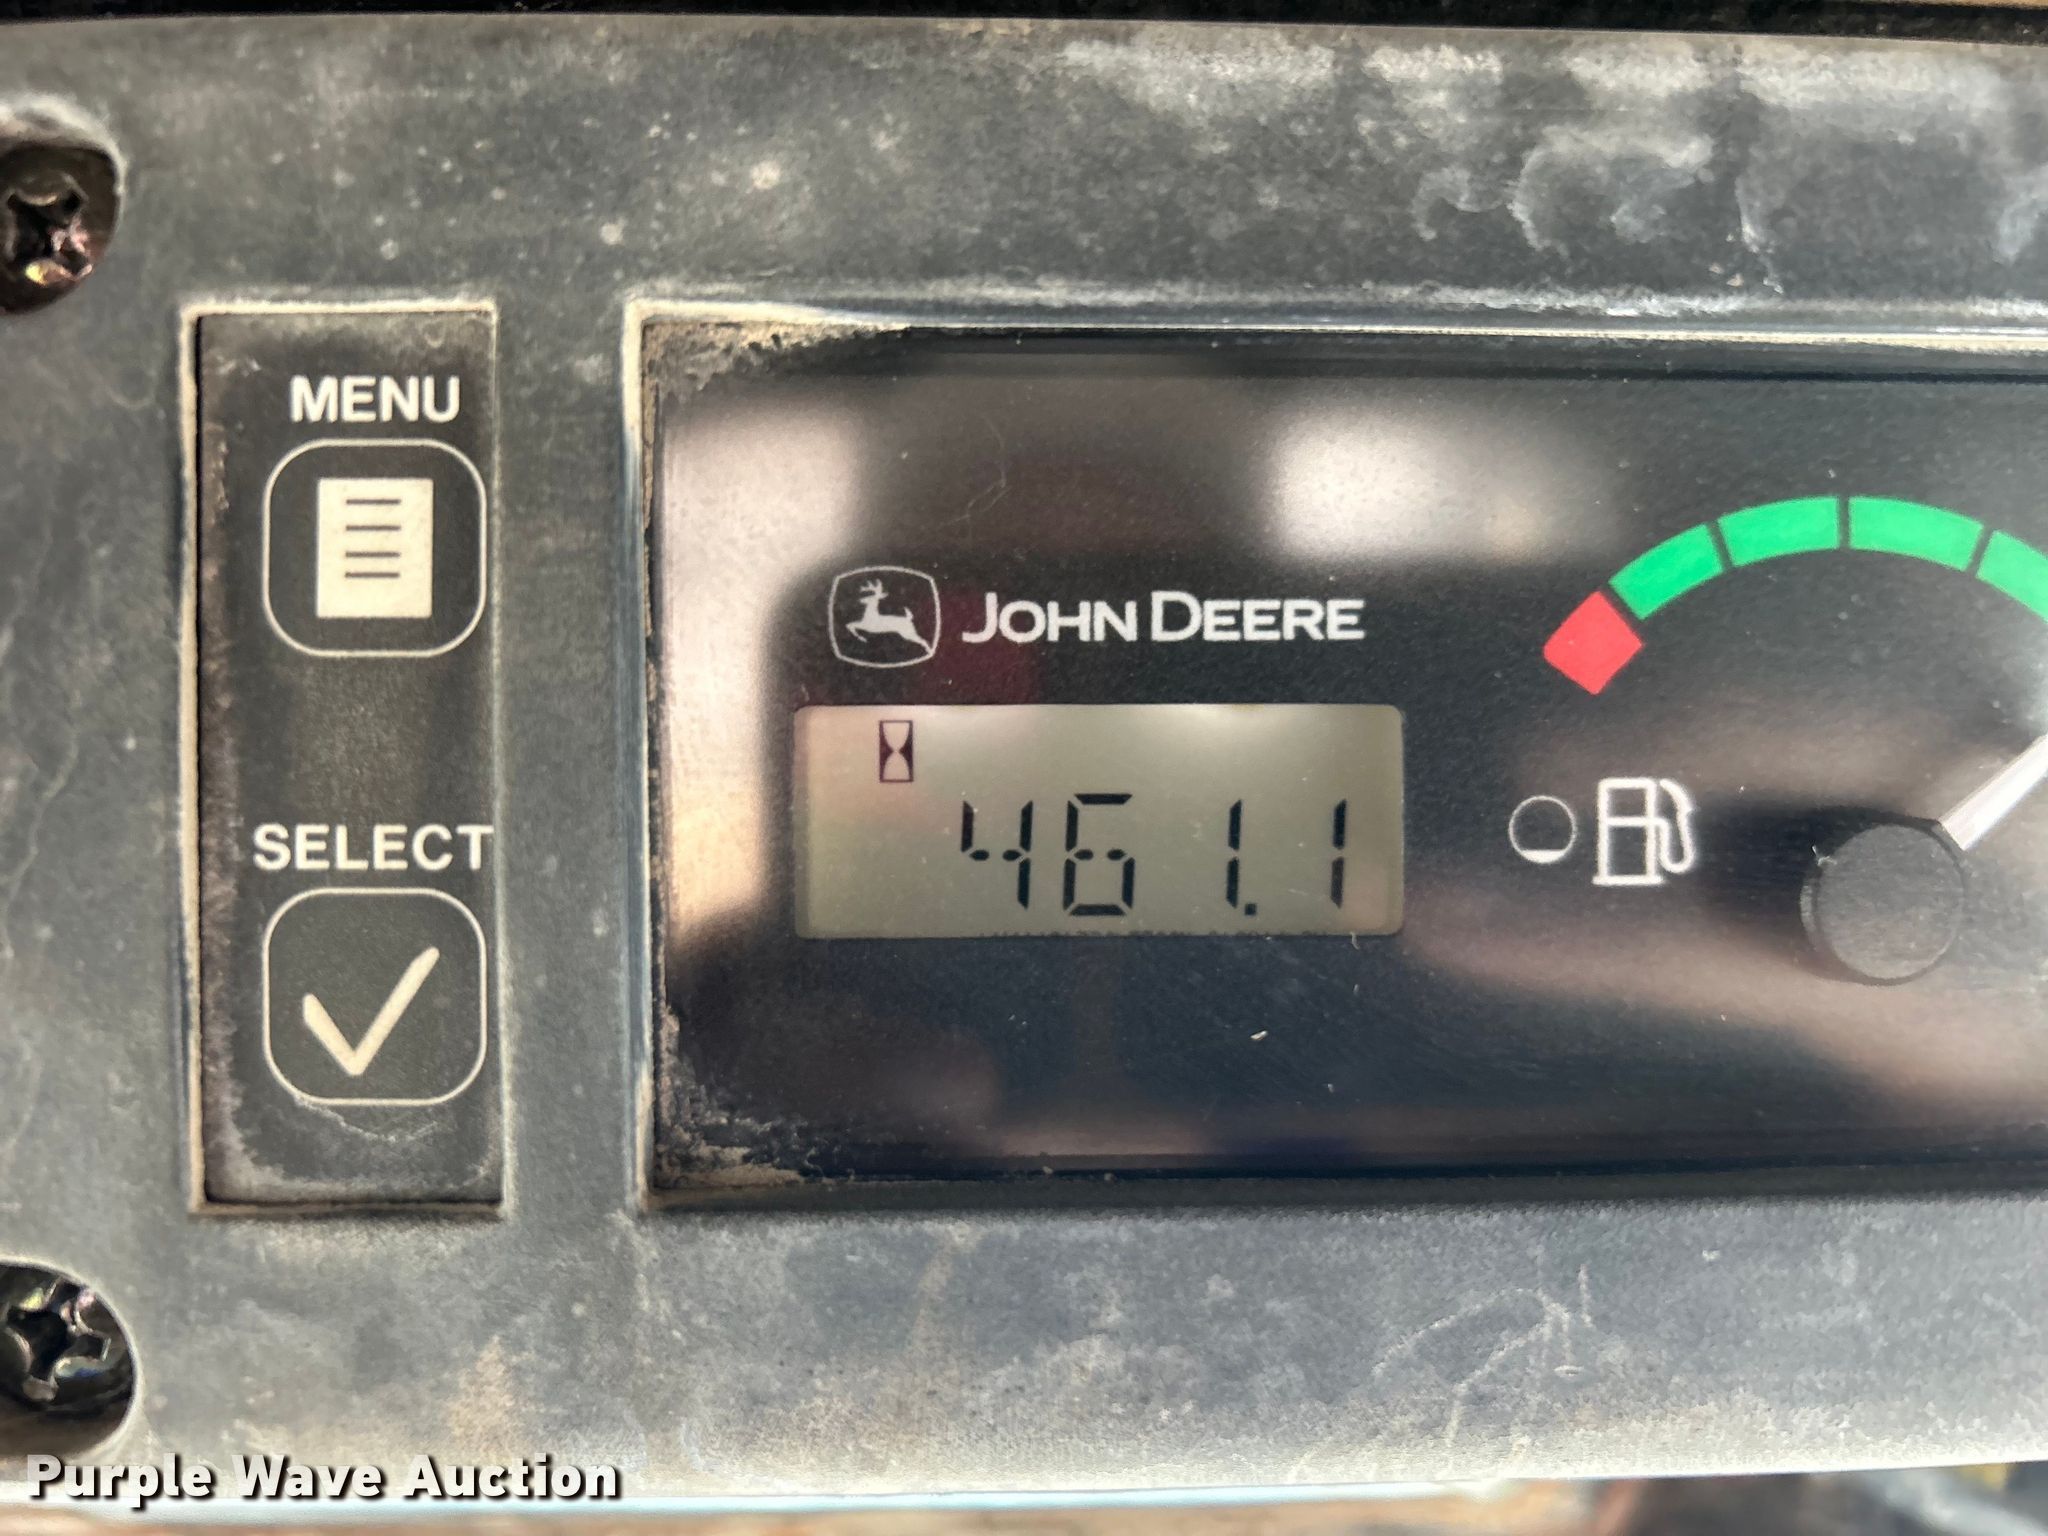 MENU
JOHN DEERE
461.1
SELECT
Purple Wave Auction